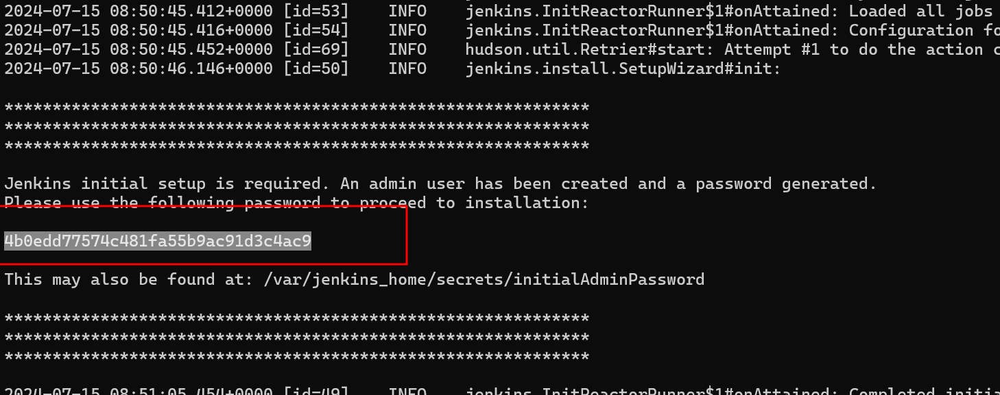 2024-07-15 08:50:45.412+0000 [id=53] INFO jenkins.InitReactorRunner$1#onAttained: Loaded all jobs
2024-07-15 08:50:45.416+0000 [id=54] INFO jenkins.InitReactorRunner$1#onAttained: Configuration fo
2024-07-15 08:50:45.452+0000 [id=69] INFO hudson.util.Retrier#start: Attempt #1 to do the action c
2024-07-15 08:50:46.146+0000 [id=50] INFO jenkins.install.SetupWizard#init:
*************************************************************
*************************************************************
*************************************************************
Jenkins initial setup is required. An admin user has been created and a password generated.
Please use the following password to proceed to installation:
4b0edd77574c481fa55b9ac91d3c4ac9
This may also be found at: /var/jenkins_home/secrets/initialAdminPassword
*************************************************************
*************************************************************
*************************************************************
2024-07-15 08:51:05.454+0000 [id=49] INFO jenkins.InitReactorRunner$1#onAttained: Completed initia